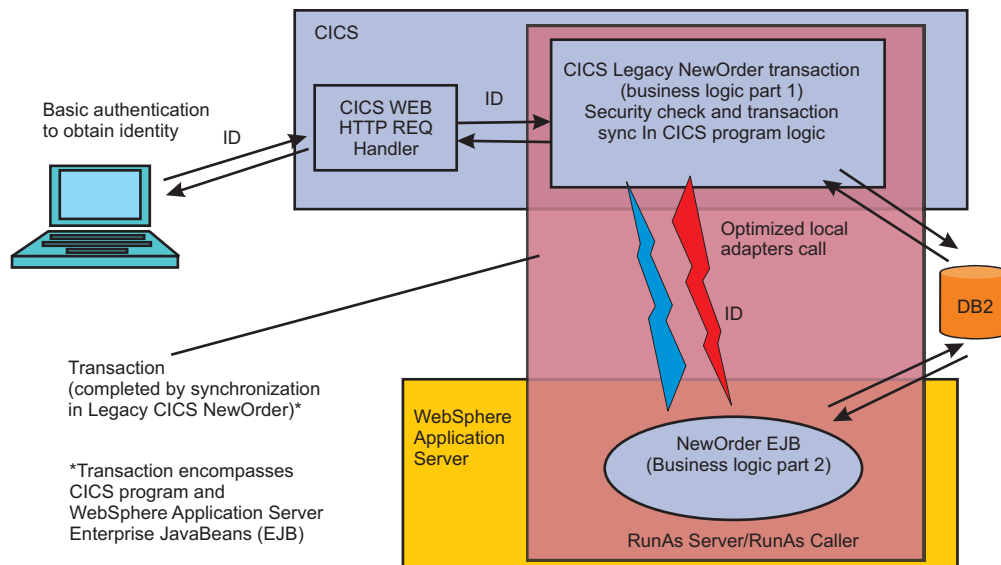 CICS
CICS Legacy NewOrder transaction
(business logic part 1)
Security check and transaction
sync In CICS program logic
CICS WEB
HTTP REQ
Handler
ID
Basic authentication
to obtain identity
ID
Optimized local
adapters call
ID
DB2
Transaction
(completed by synchronization
in Legacy CICS NewOrder)*
WebSphere
Application
Server
NewOrder EJB
(Business logic part 2)
*Transaction encompasses
CICS program and
WebSphere Application Server
Enterprise JavaBeans (EJB)
RunAs Server/RunAs Caller